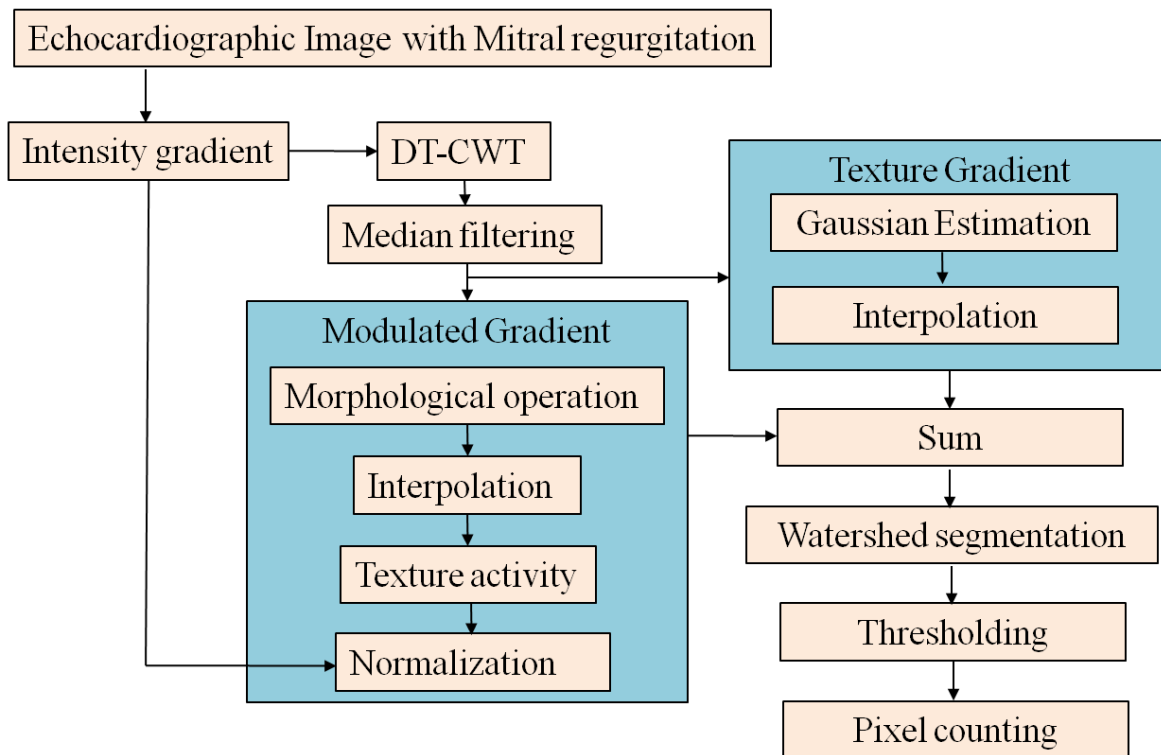 Echocardiographic Image with Mitral regurgitation
Intensity gradient
DT-CWT
Median filtering
Texture Gradient
Gaussian Estimation
Interpolation
Modulated Gradient
Morphological operation
Interpolation
Texture activity
Normalization
Sum
Watershed segmentation
Thresholding
Pixel counting